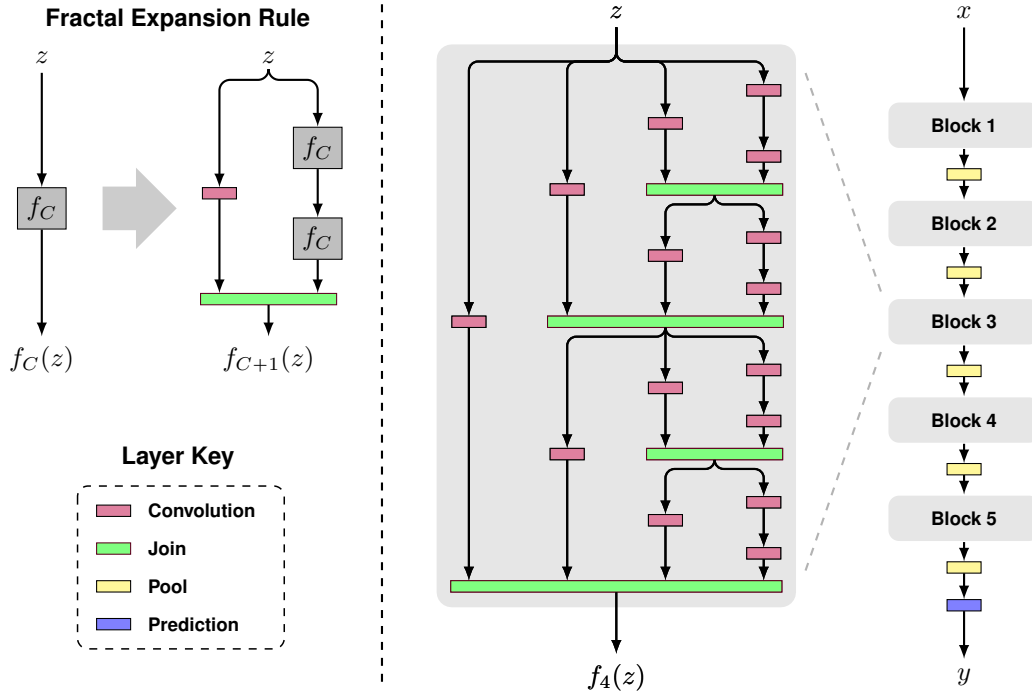 Fractal Expansion Rule
z
f_C
f_C(z)
z
f_C
f_C
f_{C+1}(z)
Layer Key
Convolution
Join
Pool
Prediction
z
f_4(z)
x
Block 1
Block 2
Block 3
Block 4
Block 5
y